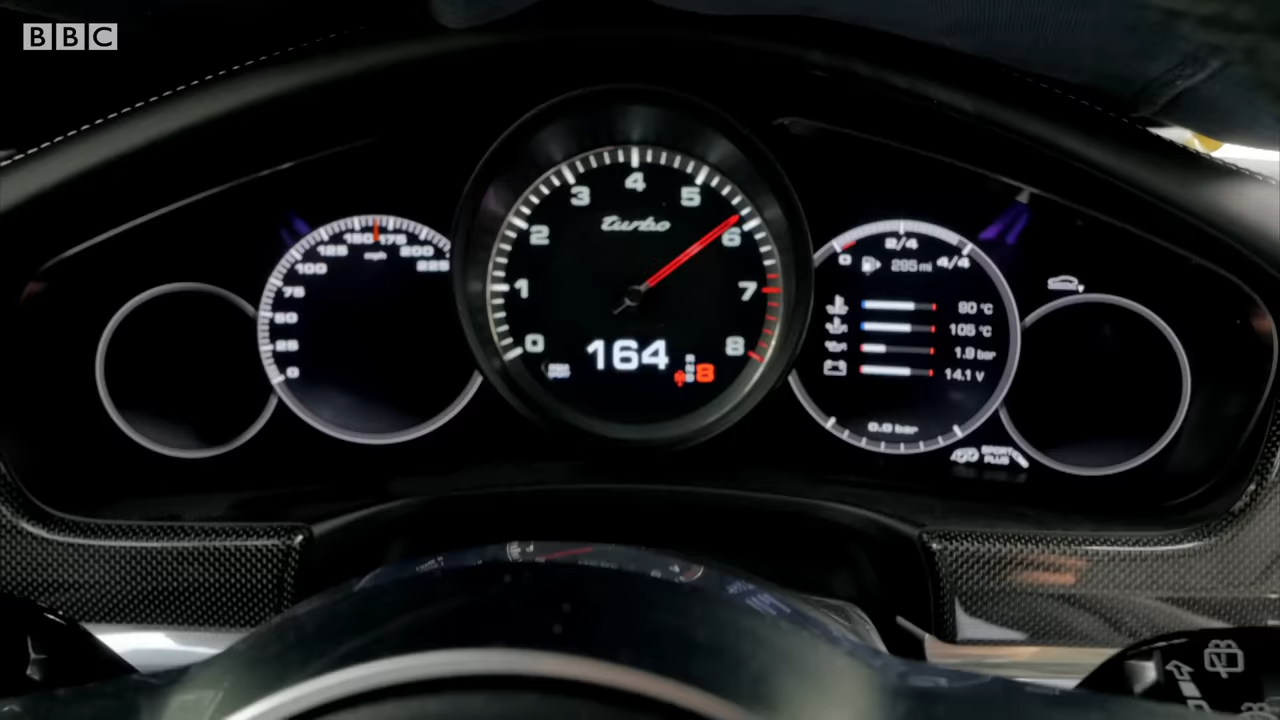 BBC
0
25
50
75
100
125
150
175
200
225
mph
0
1
2
3
4
5
6
7
8
turbo
164
8
0
2/4
4/4
295 mi
90 °C
105 °C
1.9 bar
14.1 V
0.0 bar
SPORT
PLUS